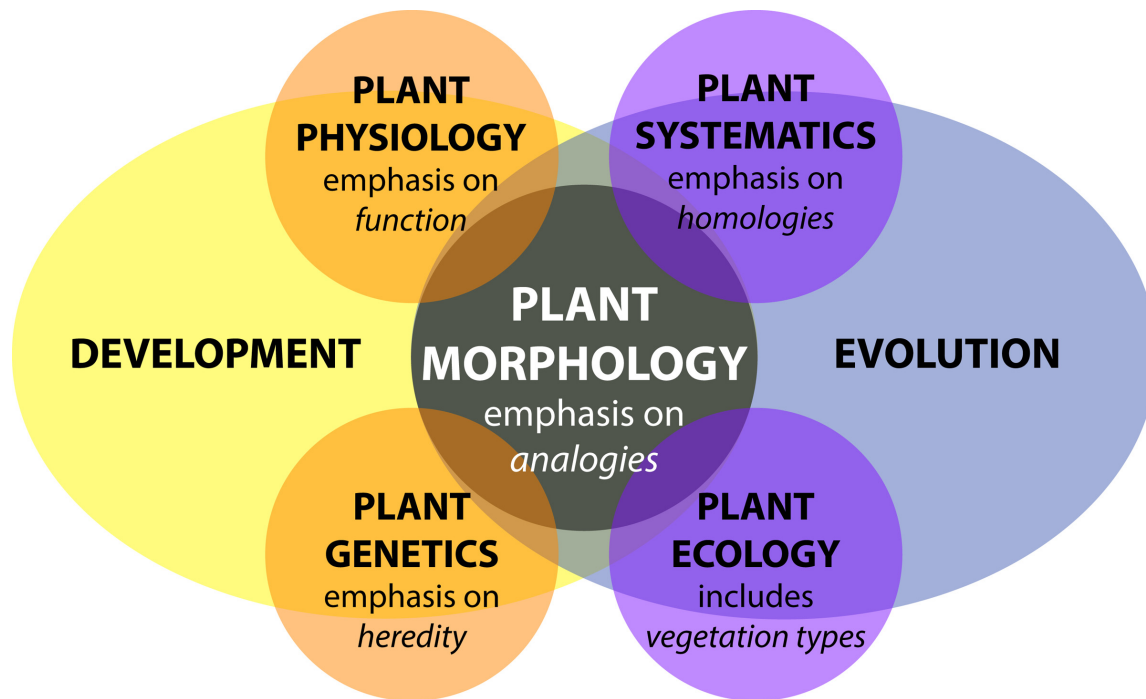 PLANT
PHYSIOLOGY
emphasis on
function
PLANT
SYSTEMATICS
emphasis on
homologies
DEVELOPMENT
PLANT
MORPHOLOGY
emphasis on
analogies
EVOLUTION
PLANT
GENETICS
emphasis on
heredity
PLANT
ECOLOGY
includes
vegetation types